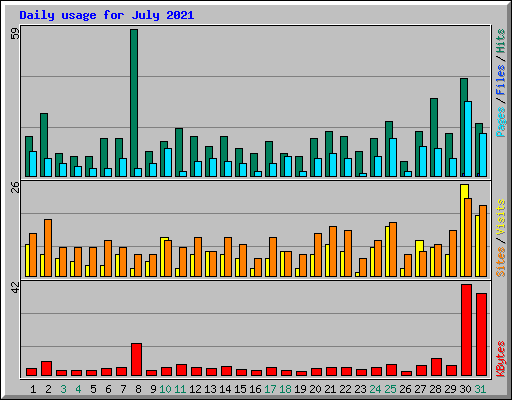 Daily usage for July 2021
59
Pages / Files / Hits
26
Sites / Visits
42
KBytes
1 2 3 4 5 6 7 8 9 10 11 12 13 14 15 16 17 18 19 20 21 22 23 24 25 26 27 28 29 30 31